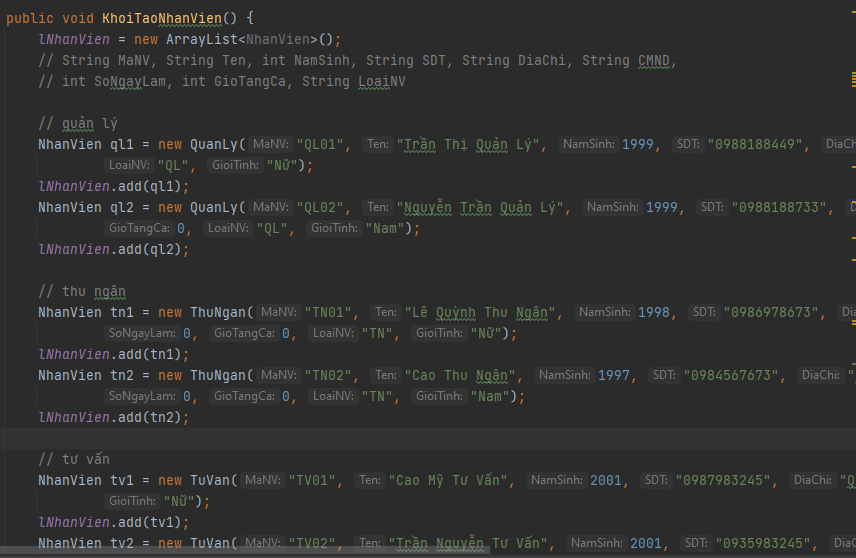 public void KhoiTaoNhanVien() {
lNhanVien = new ArrayList<NhanVien>();
// String MaNV, String Ten, int NamSinh, String SDT, String DiaChi, String CMND,
// int SoNgayLam, int GioTangCa, String LoaiNV
// quản lý
NhanVien ql1 = new QuanLy( MaNV: "QL01", Ten: "Trần Thị Quản Lý", NamSinh: 1999, SDT: "0988188449", DiaCh
LoaiNV: "QL", GioiTinh: "Nữ");
lNhanVien.add(ql1);
NhanVien ql2 = new QuanLy( MaNV: "QL02", Ten: "Nguyễn Trần Quản Lý", NamSinh: 1999, SDT: "0988188733",
GioTangCa: 0, LoaiNV: "QL", GioiTinh: "Nam");
lNhanVien.add(ql2);
// thu ngân
NhanVien tn1 = new ThuNgan( MaNV: "TN01", Ten: "Lê Quỳnh Thu Ngân", NamSinh: 1998, SDT: "0986978673", Di
SoNgayLam: 0, GioTangCa: 0, LoaiNV: "TN", GioiTinh: "Nữ");
lNhanVien.add(tn1);
NhanVien tn2 = new ThuNgan( MaNV: "TN02", Ten: "Cao Thu Ngân", NamSinh: 1997, SDT: "0984567673", DiaChi: "
SoNgayLam: 0, GioTangCa: 0, LoaiNV: "TN", GioiTinh: "Nam");
lNhanVien.add(tn2);
// tư vấn
NhanVien tv1 = new TuVan( MaNV: "TV01", Ten: "Cao Mỹ Tư Vấn", NamSinh: 2001, SDT: "0987983245", DiaChi: "Q
GioiTinh: "Nữ");
lNhanVien.add(tv1);
NhanVien tv2 = new TuVan( MaNV: "TV02", Ten: "Trần Nguyễn Tư Vấn", NamSinh: 2001, SDT: "0935983245", DiaC